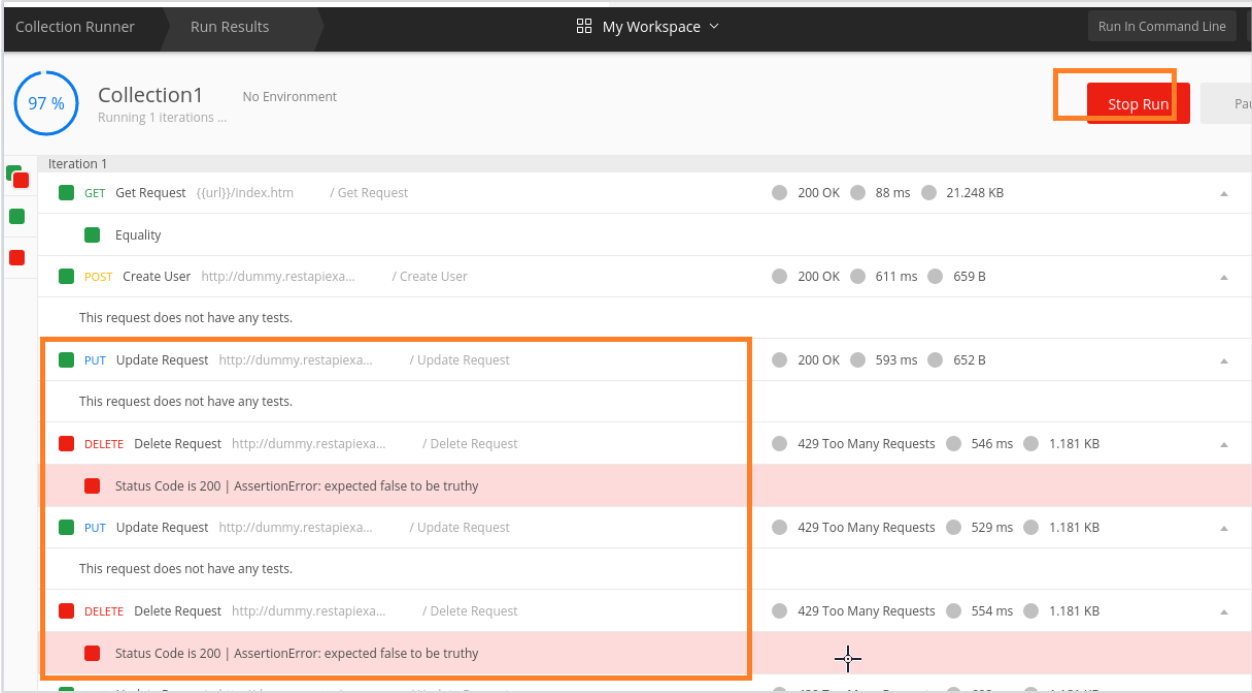 Collection Runner Run Results My Workspace Run In Command Line
97 % Collection1 No Environment Stop Run
Running 1 iterations ...
Iteration 1
GET Get Request {{url}}/index.htm / Get Request 200 OK 88 ms 21.248 KB
Equality
POST Create User http://dummy.restapiexa... / Create User 200 OK 611 ms 659 B
This request does not have any tests.
PUT Update Request http://dummy.restapiexa... / Update Request 200 OK 593 ms 652 B
This request does not have any tests.
DELETE Delete Request http://dummy.restapiexa... / Delete Request 429 Too Many Requests 546 ms 1.181 KB
Status Code is 200 | AssertionError: expected false to be truthy
PUT Update Request http://dummy.restapiexa... / Update Request 429 Too Many Requests 529 ms 1.181 KB
This request does not have any tests.
DELETE Delete Request http://dummy.restapiexa... / Delete Request 429 Too Many Requests 554 ms 1.181 KB
Status Code is 200 | AssertionError: expected false to be truthy